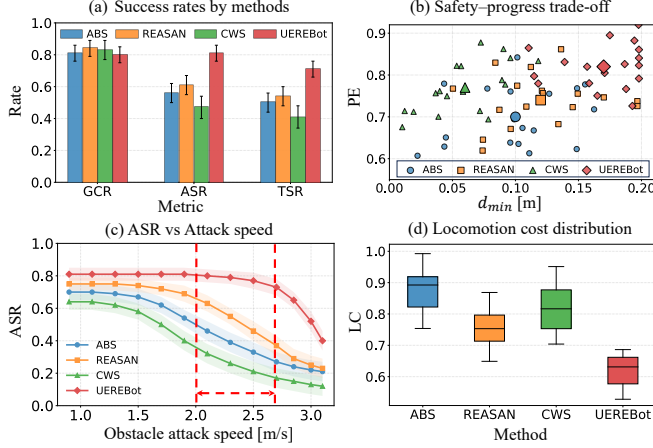 (a) Success rates by methods
ABS REASAN CWS UEREBot
1.0
0.8
0.6
0.4
0.2
0.0
Rate
GCR ASR TSR
Metric
(b) Safety–progress trade-off
0.9
0.8
0.7
0.6
PE
ABS REASAN CWS UEREBot
0.00 0.05 0.10 0.15 0.20
d_min [m]
(c) ASR vs Attack speed
1.0
0.8
0.6
0.4
0.2
0.0
ASR
ABS
REASAN
CWS
UEREBot
1.0 1.5 2.0 2.5 3.0
Obstacle attack speed [m/s]
(d) Locomotion cost distribution
1.0
0.9
0.8
0.7
0.6
LC
ABS REASAN CWS UEREBot
Method